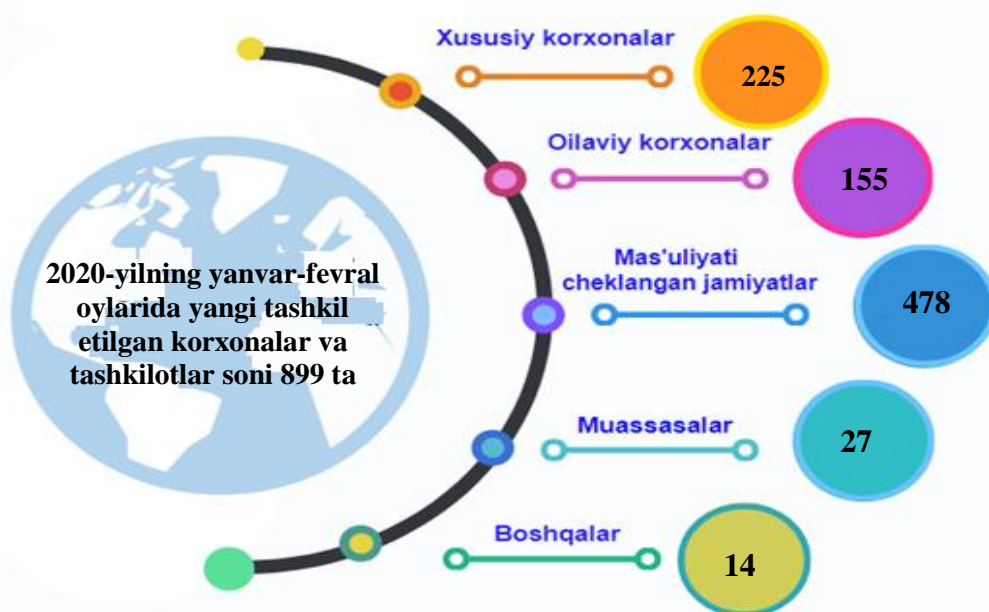 Xususiy korxonalar
225
Oilaviy korxonalar
155
Mas'uliyati
cheklangan jamiyatlar
478
2020-yilning yanvar-fevral
oylarida yangi tashkil
etilgan korxonalar va
tashkilotlar soni 899 ta
Muassasalar
27
Boshqalar
14